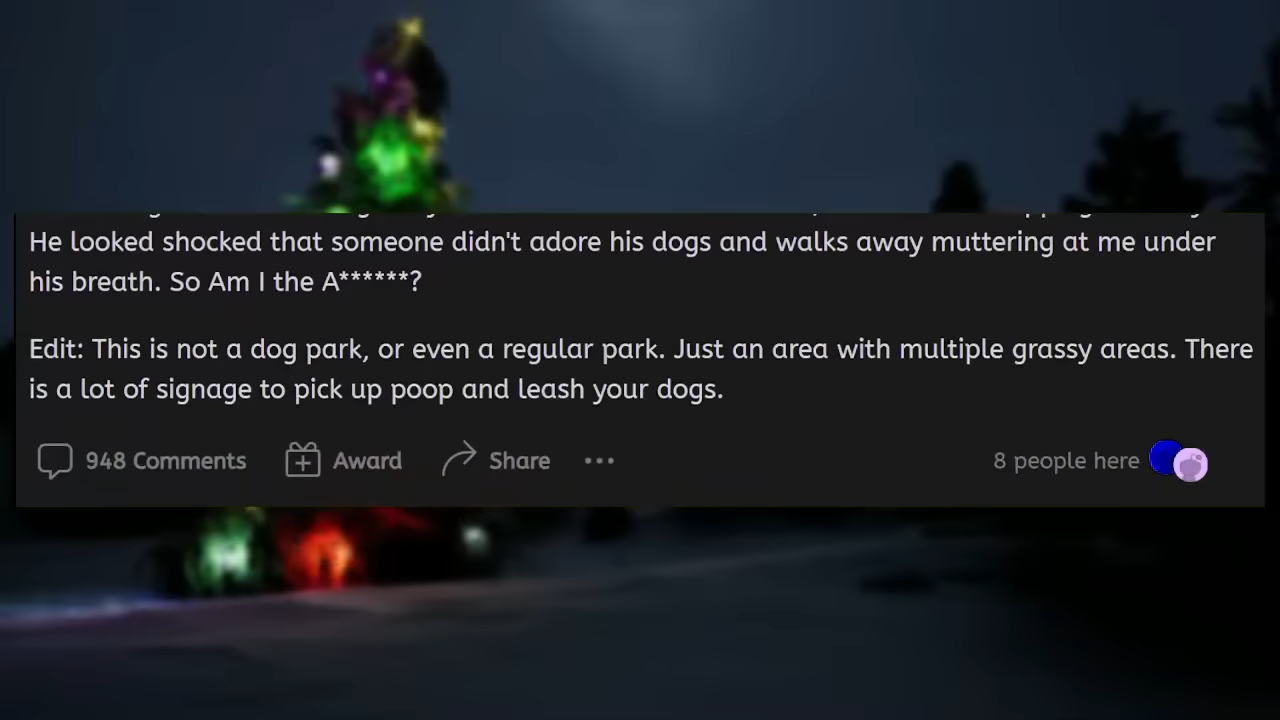 He looked shocked that someone didn't adore his dogs and walks away muttering at me under
his breath. So Am I the A******?
Edit: This is not a dog park, or even a regular park. Just an area with multiple grassy areas. There
is a lot of signage to pick up poop and leash your dogs.
948 Comments Award Share ··· 8 people here